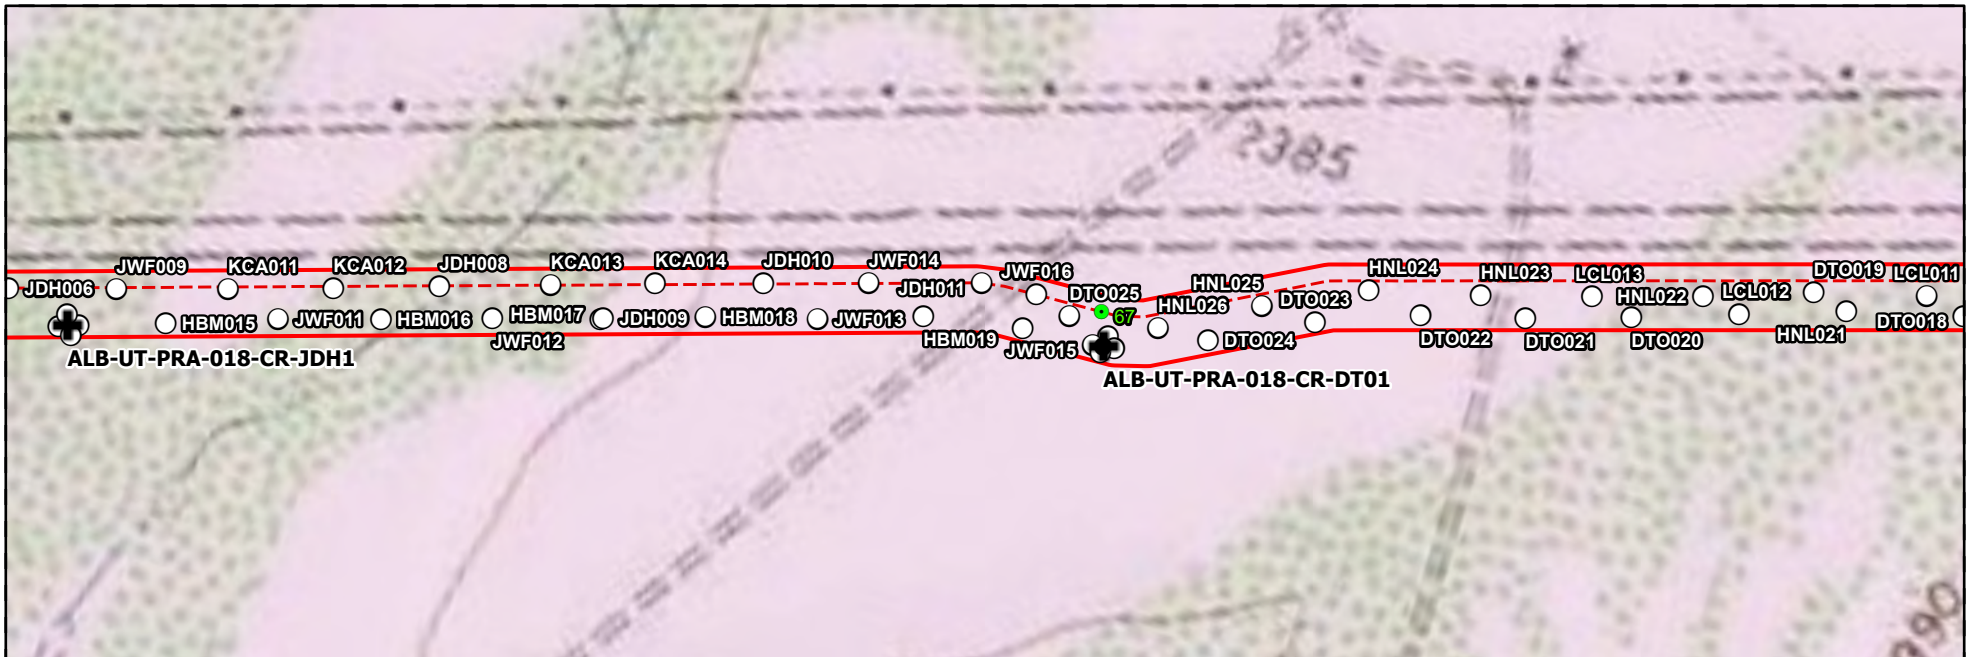 2385
JWF009
KCA011
KCA012
JDH008
KCA013
KCA014
JDH010
JWF014
JWF016
HNL025
HNL024
HNL023
LCL013
DTO019
LCL011
JDH006
JDH011
DTO025
HNL026
DTO023
HNL022
LCL012
HBM015
JWF011
HBM016
HBM017
JDH009
HBM018
JWF013
67
DTO018
JWF012
HBM019
JWF015
DTO024
DTO022
DTO021
DTO020
HNL021
ALB-UT-PRA-018-CR-JDH1
ALB-UT-PRA-018-CR-DT01